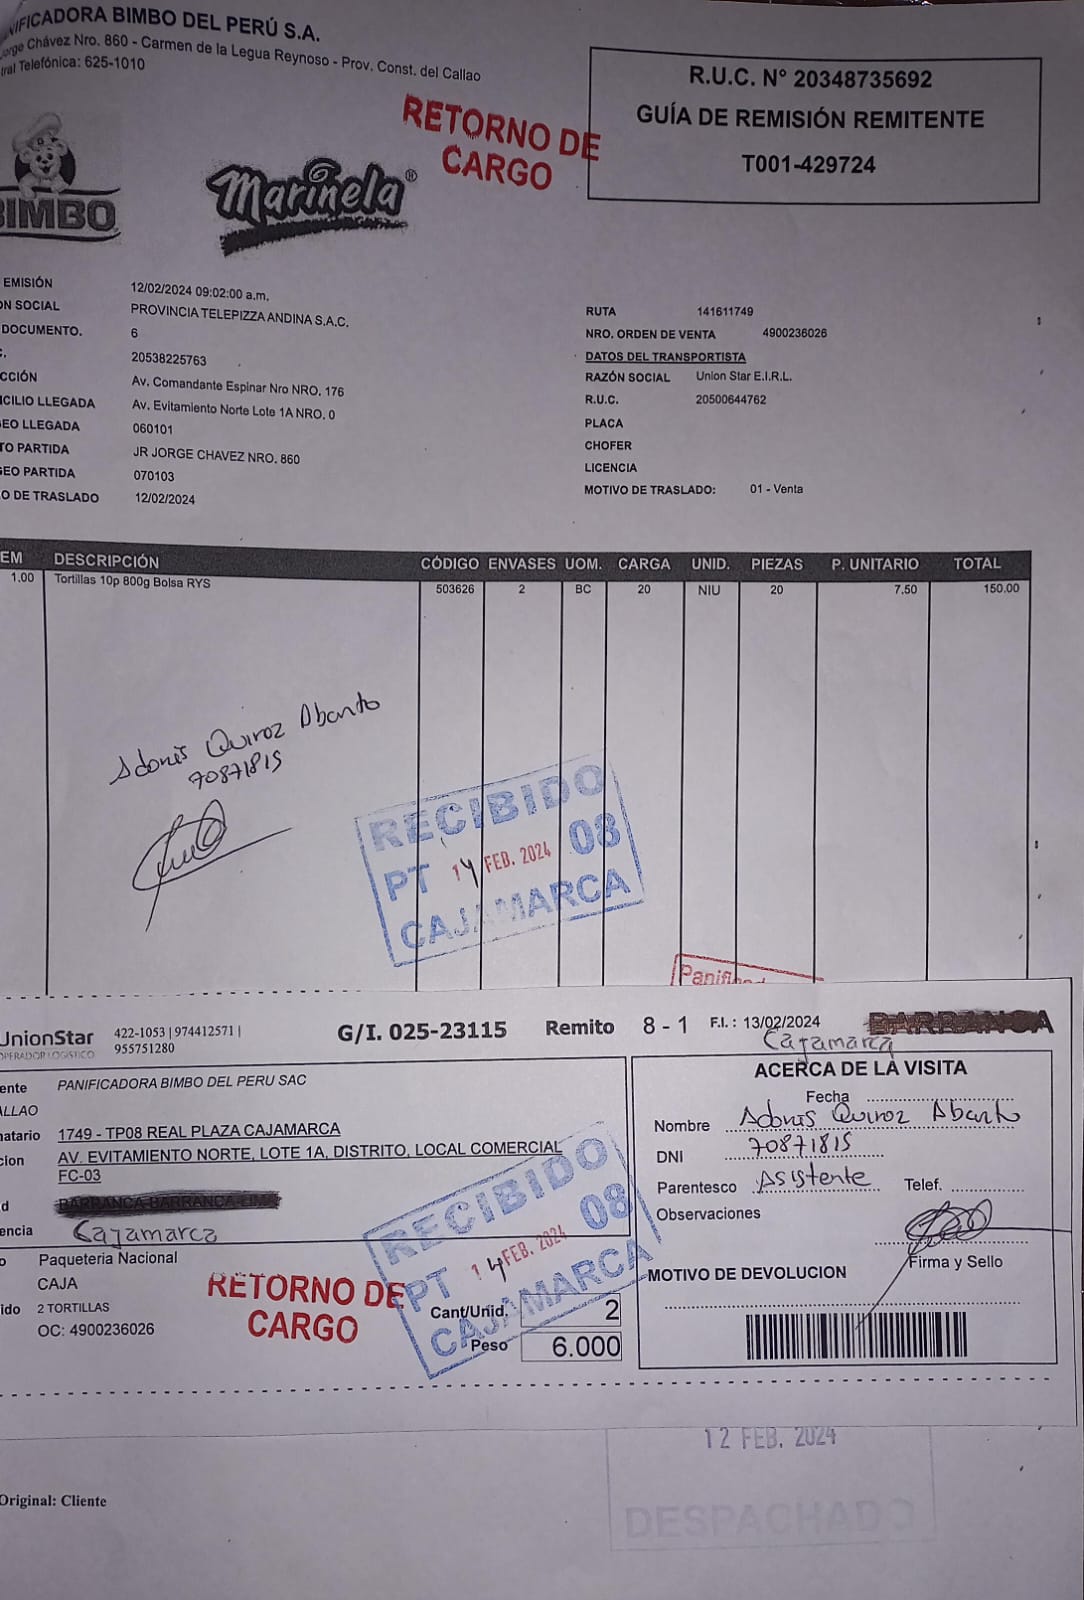 NIFICADORA BIMBO DEL PERÚ S.A.
orge Chávez Nro. 860 - Carmen de la Legua Reynoso - Prov. Const. del Callao
tral Telefónica: 625-1010
R.U.C. N° 20348735692
GUÍA DE REMISIÓN REMITENTE
T001-429724
RETORNO DE
CARGO
BIMBO
Marinela®
EMISIÓN 12/02/2024 09:02:00 a.m.
ON SOCIAL PROVINCIA TELEPIZZA ANDINA S.A.C.
DOCUMENTO. 6
C. 20538225763
CCIÓN Av. Comandante Espinar Nro NRO. 176
ICILIO LLEGADA Av. Evitamiento Norte Lote 1A NRO. 0
EO LLEGADA 060101
TO PARTIDA JR JORGE CHAVEZ NRO. 860
GEO PARTIDA 070103
O DE TRASLADO 12/02/2024
RUTA 141611749
NRO. ORDEN DE VENTA 4900236026
DATOS DEL TRANSPORTISTA
RAZÓN SOCIAL Union Star E.I.R.L.
R.U.C. 20500644762
PLACA
CHOFER
LICENCIA
MOTIVO DE TRASLADO: 01 - Venta
EM DESCRIPCIÓN CÓDIGO ENVASES UOM. CARGA UNID. PIEZAS P. UNITARIO TOTAL
1.00 Tortillas 10p 800g Bolsa RYS 503626 2 BC 20 NIU 20 7.50 150.00
Adonis Quiroz Abanto
70871815
RECIBIDO
PT 14 FEB. 2024 08
CAJAMARCA
Panificad
UnionStar
OPERADOR LOGISTICO
422-1053 | 974412571 |
955751280
G/I. 025-23115 Remito 8 - 1 F.I.: 13/02/2024 BARRANCA
Cajamarca
ente PANIFICADORA BIMBO DEL PERU SAC
ALLAO
natario 1749 - TP08 REAL PLAZA CAJAMARCA
cion AV. EVITAMIENTO NORTE, LOTE 1A, DISTRITO, LOCAL COMERCIAL
FC-03
d BARRANCA-BARRANCA-LIMA
encia Cajamarca
o Paqueteria Nacional
CAJA
ido 2 TORTILLAS
OC: 4900236026
RETORNO DE
CARGO
RECIBIDO
PT 14 FEB. 2024 08
CAJAMARCA
Cant/Unid. 2
Peso 6.000
ACERCA DE LA VISITA
Fecha
Nombre Adonis Quiroz Abanto
DNI 70871815
Parentesco Asistente Telef.
Observaciones
Firma y Sello
MOTIVO DE DEVOLUCION
12 FEB. 2024
DESPACHADO
Original: Cliente